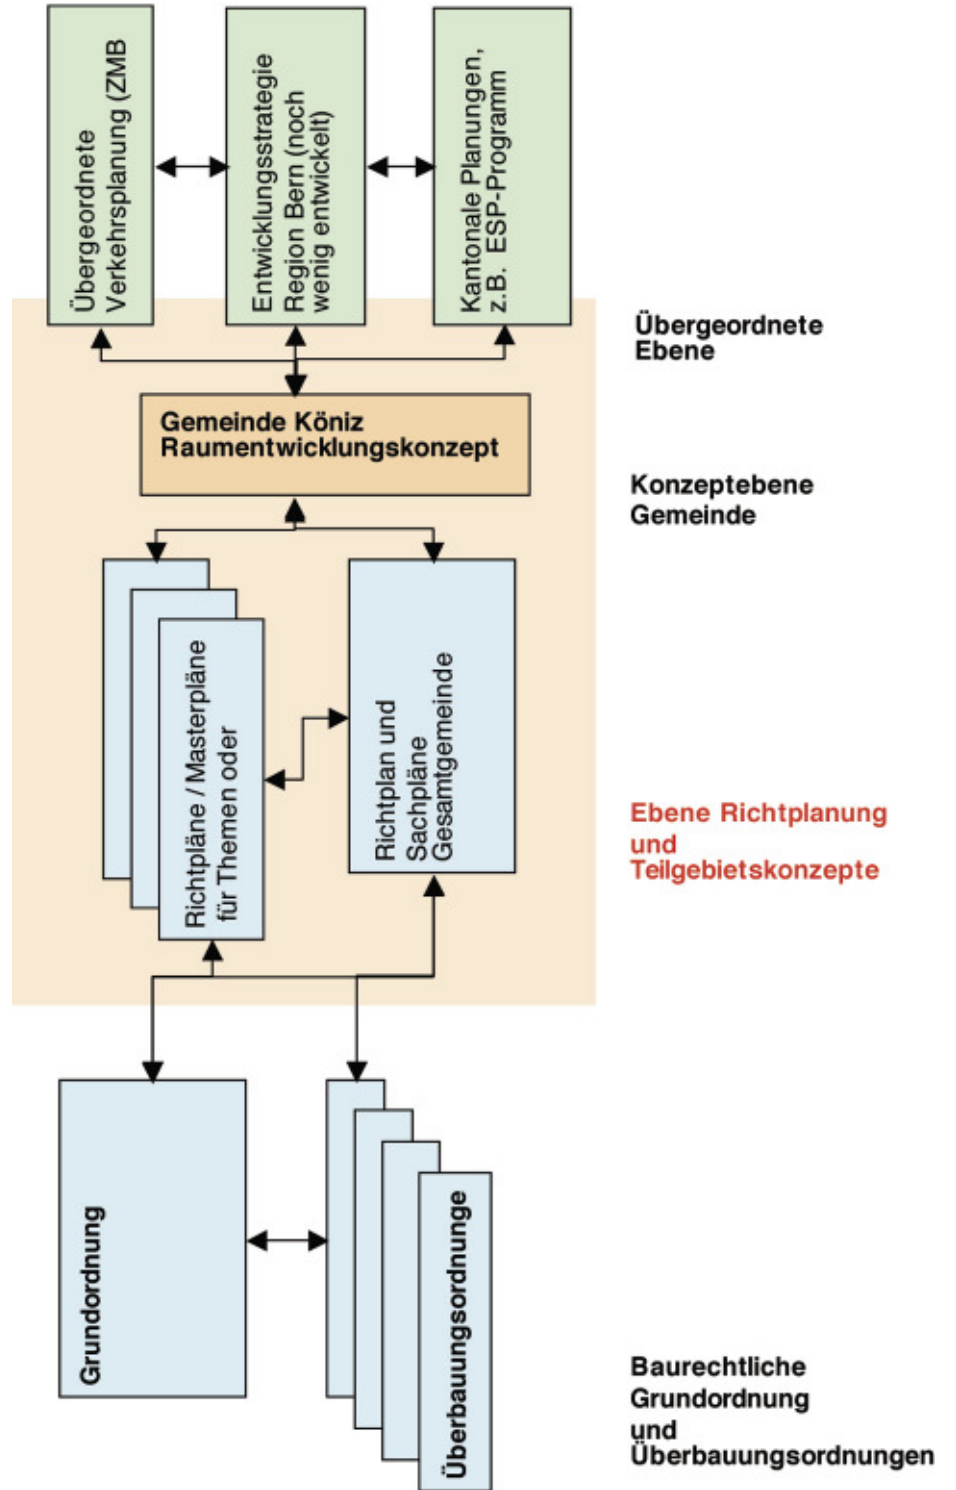 Übergeordnete
Verkehrsplanung (ZMB
Entwicklungsstrategie
Region Bern (noch
wenig entwickelt)
Kantonale Planungen,
z.B. ESP-Programm
Übergeordnete
Ebene
Gemeinde Köniz
Raumentwicklungskonzept
Konzeptebene
Gemeinde
Richtpläne / Masterpläne
für Themen oder
Richtplan und
Sachpläne
Gesamtgemeinde
Ebene Richtplanung
und
Teilgebietskonzepte
Grundordnung
Überbauungsordnunge
Baurechtliche
Grundordnung
und
Überbauungsordnungen